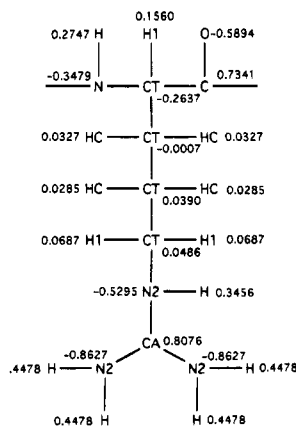 0.1560
0.2747 H H1 O-0.5894
-0.3479 0.7341
N CT C
-0.2637
0.0327 HC CT HC 0.0327
-0.0007
0.0285 HC CT HC 0.0285
0.0390
0.0687 H1 CT H1 0.0687
0.0486
-0.5295 N2 H 0.3456
CA 0.8076
-0.8627 -0.8627
.4478 H N2 N2 H 0.4478
0.4478 H H 0.4478